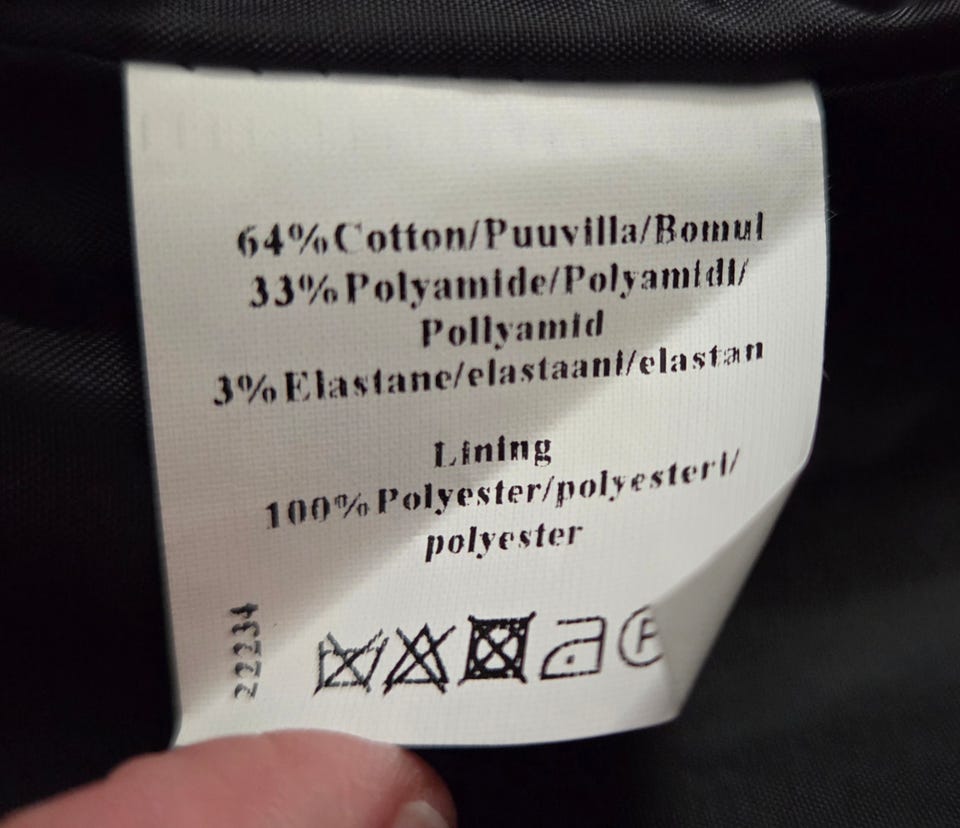 64% Cotton/Puuvilla/Bomul
33% Polyamide/Polyamidi/
Pollyamid
3% Elastane/elastaani/elastan
Lining
100% Polyester/polyesteri/
polyester
22234